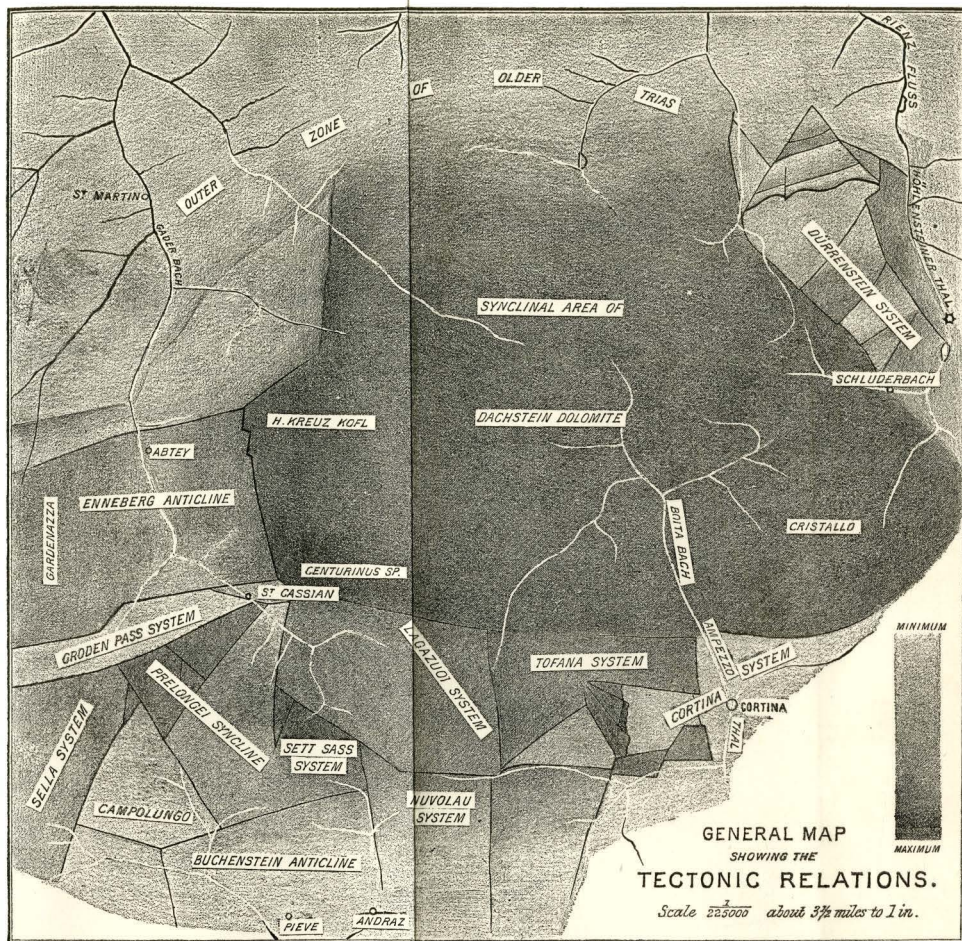 RIENZ FLUSS
OLDER
OF
TRIAS
ZONE
ST MARTINO
OUTER
GADER BACH
HÖHLENSTEINER THAL
DÜRRENSTEIN SYSTEM
SYNCLINAL AREA OF
SCHLUDERBACH
H. KREUZ KOFL
DACHSTEIN DOLOMITE
ABTEY
ENNEBERG ANTICLINE
GARDENAZZA
CRISTALLO
BOITA BACH
CENTURINUS SP.
ST CASSIAN
MINIMUM
GRODEN PASS SYSTEM
LAGAZUOI SYSTEM
TOFANA SYSTEM
AMPEZZO
CORTINA SYSTEM
PRELONGEI SYNCLINE
CORTINA
THAL
SELLA SYSTEM
SETT SASS
SYSTEM
CAMPOLUNGO
NUVOLAU
SYSTEM
MAXIMUM
BUCHENSTEIN ANTICLINE
PIEVE
ANDRAZ
GENERAL MAP
SHOWING THE
TECTONIC RELATIONS.
Scale 1/225000 about 3½ miles to 1 in.